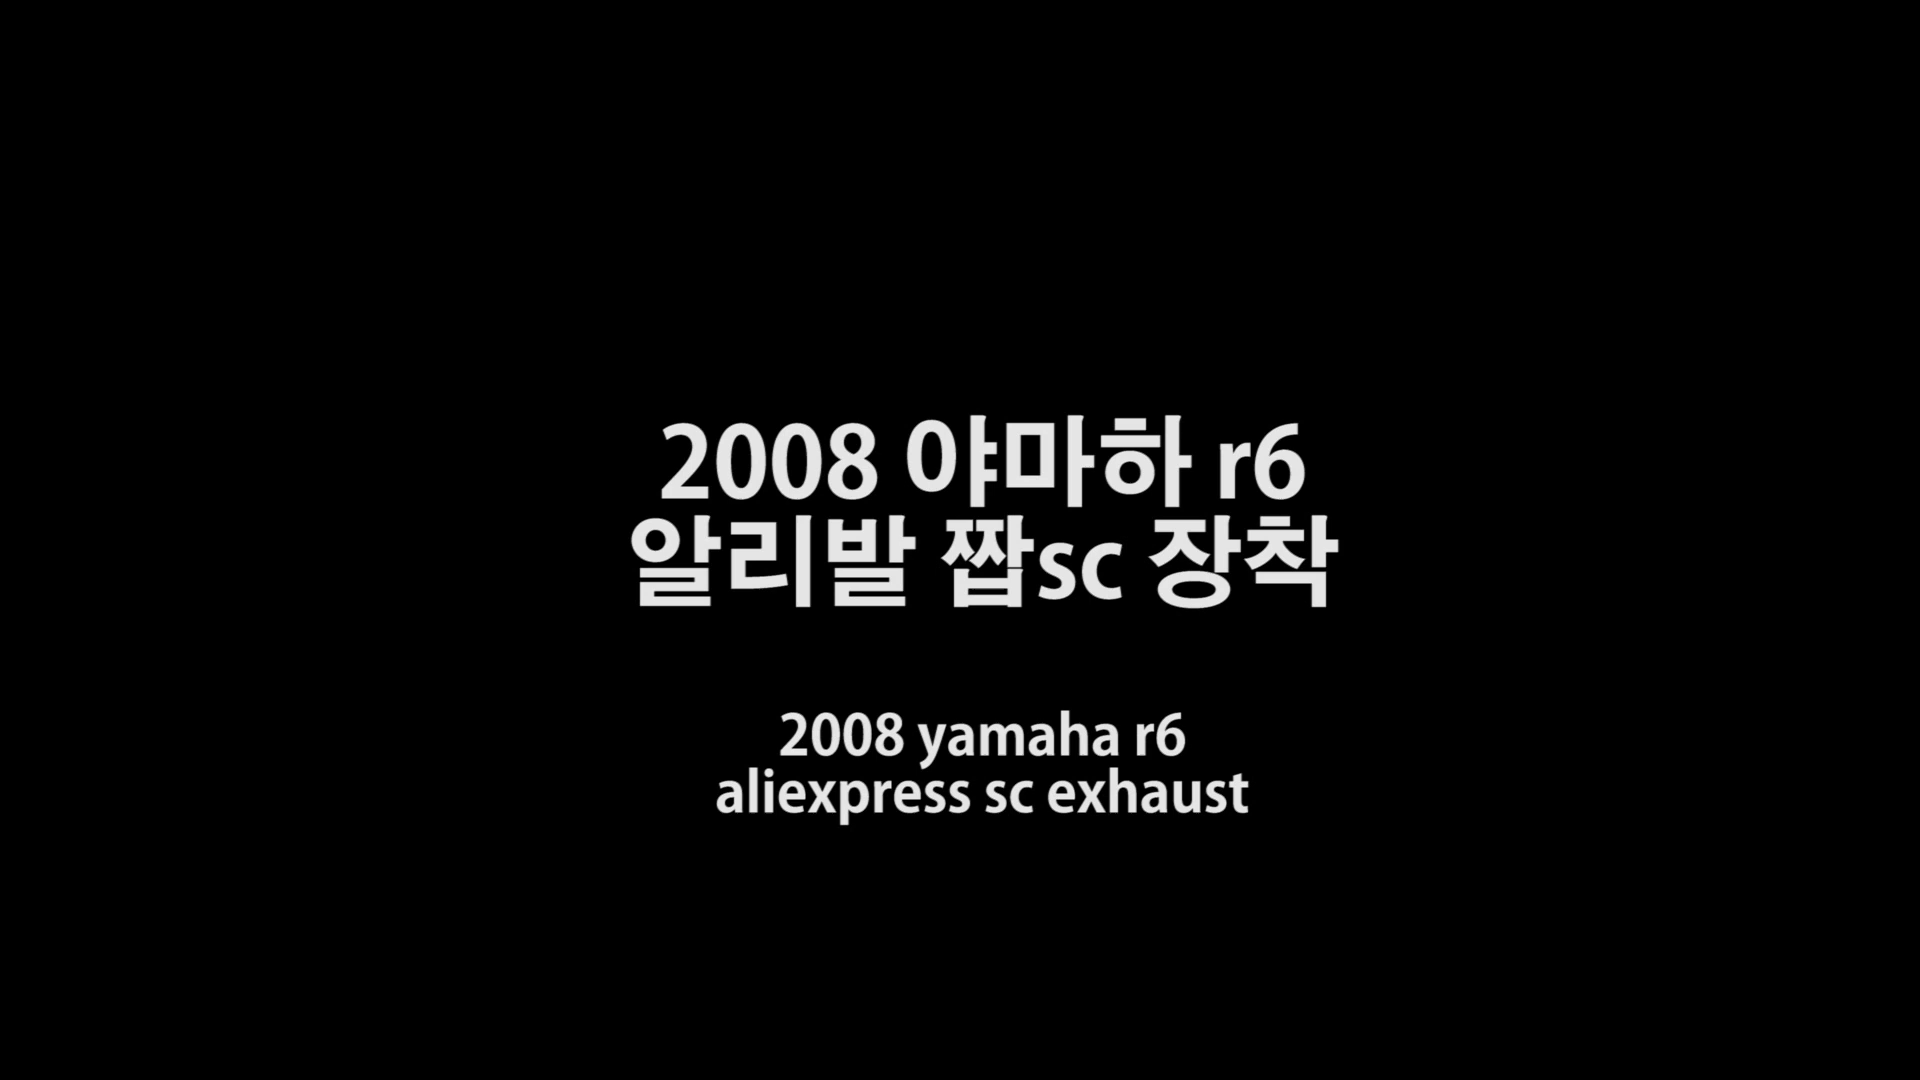 2008 야마하 r6
알리발 짭sc 장착
2008 yamaha r6
aliexpress sc exhaust